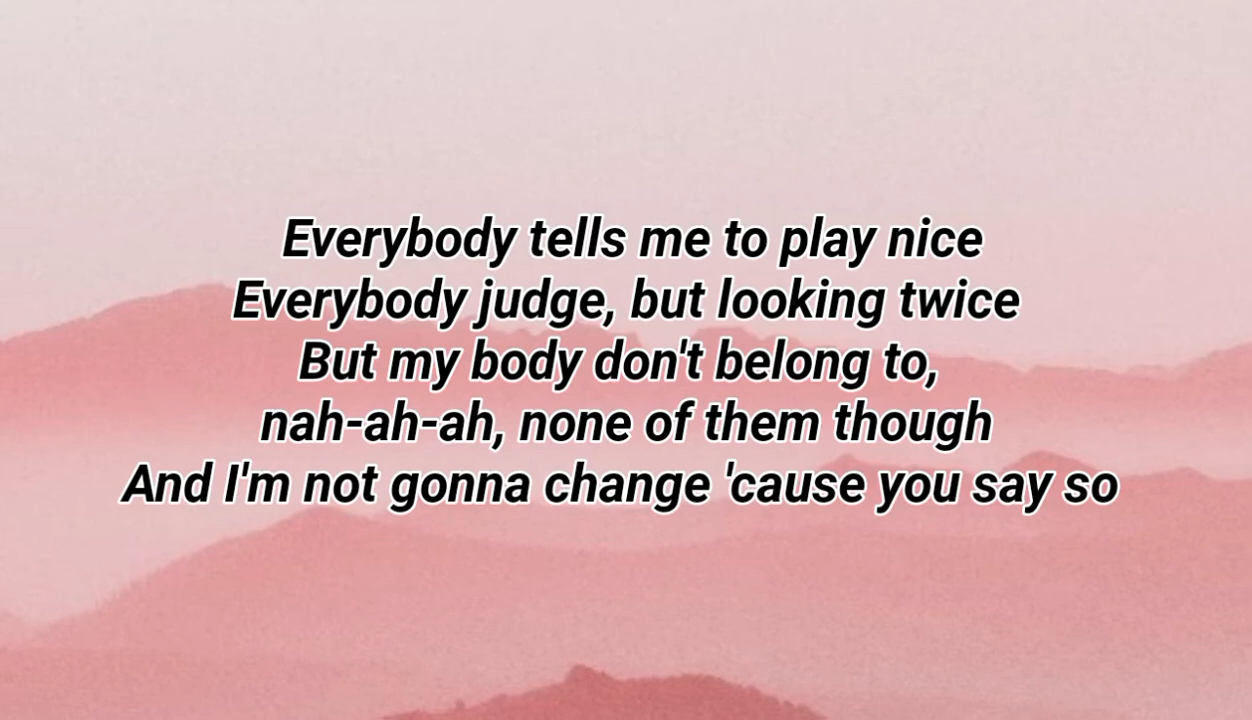 Everybody tells me to play nice
Everybody judge, but looking twice
But my body don't belong to,
nah-ah-ah, none of them though
And I'm not gonna change 'cause you say so